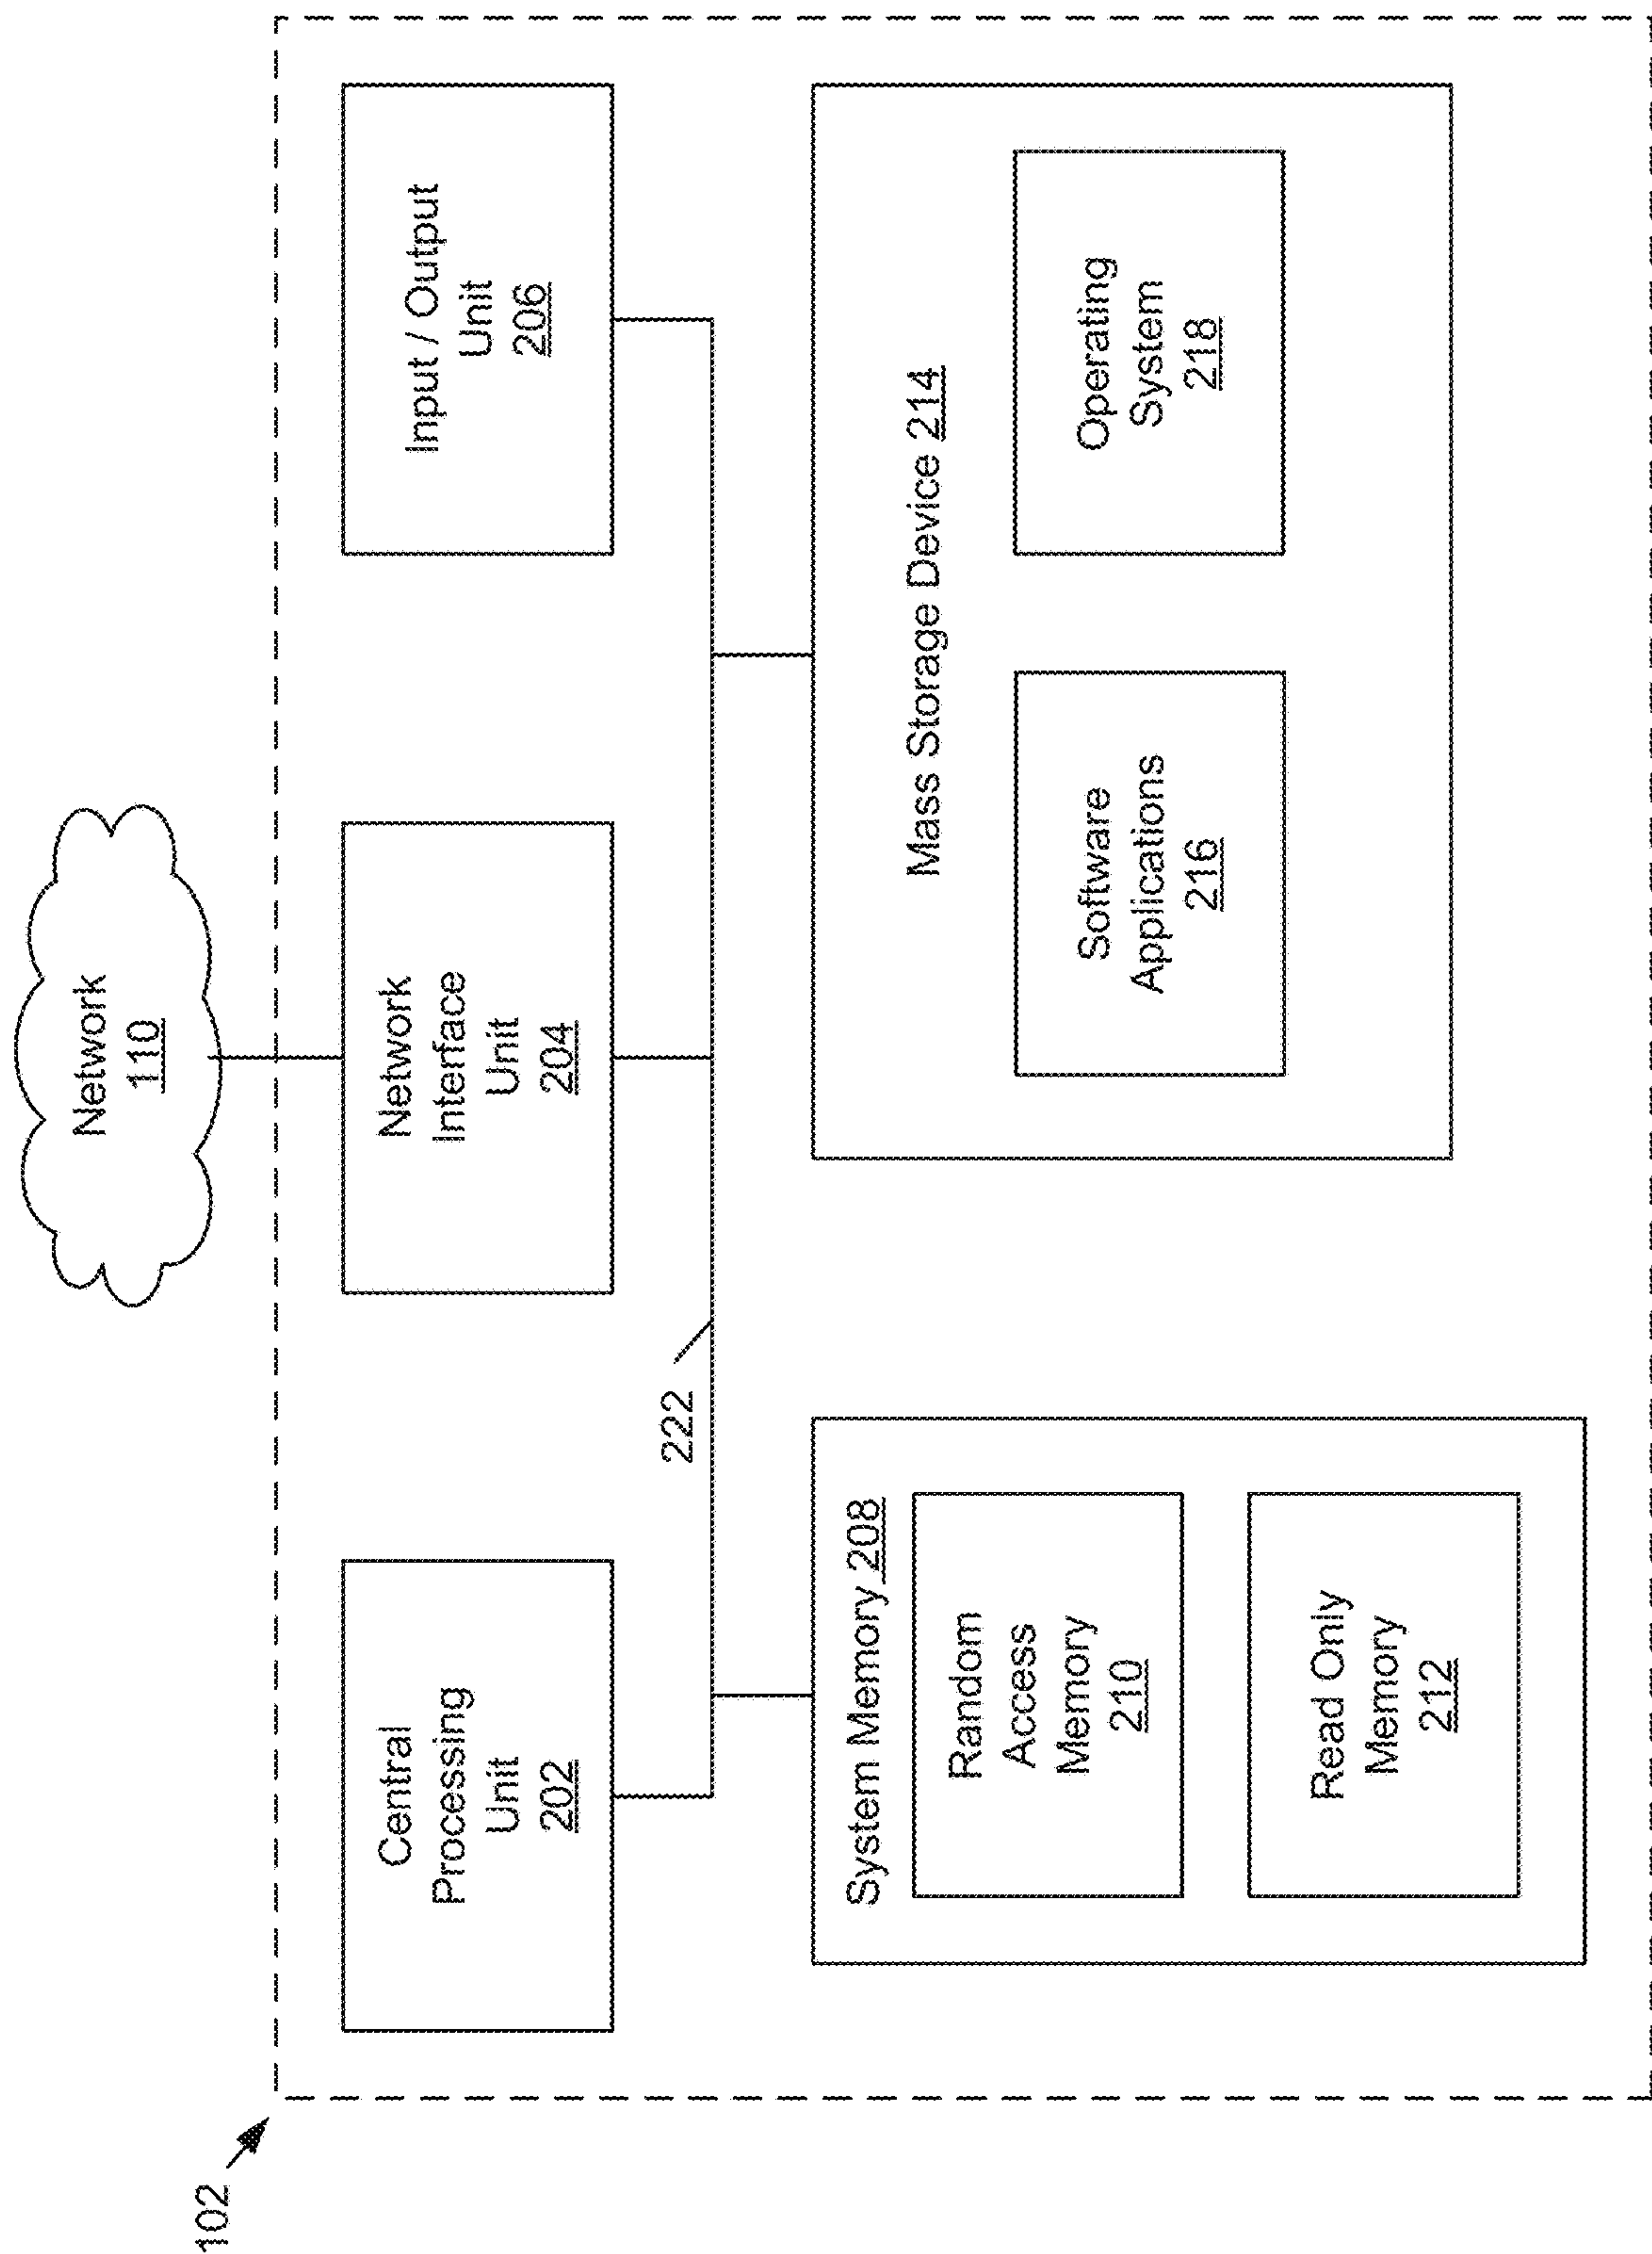 102
Network
110
Central
Processing
Unit
202
Network
Interface
Unit
204
Input / Output
Unit
206
222
System Memory 208
Random
Access
Memory
210
Read Only
Memory
212
Mass Storage Device 214
Software
Applications
216
Operating
System
218